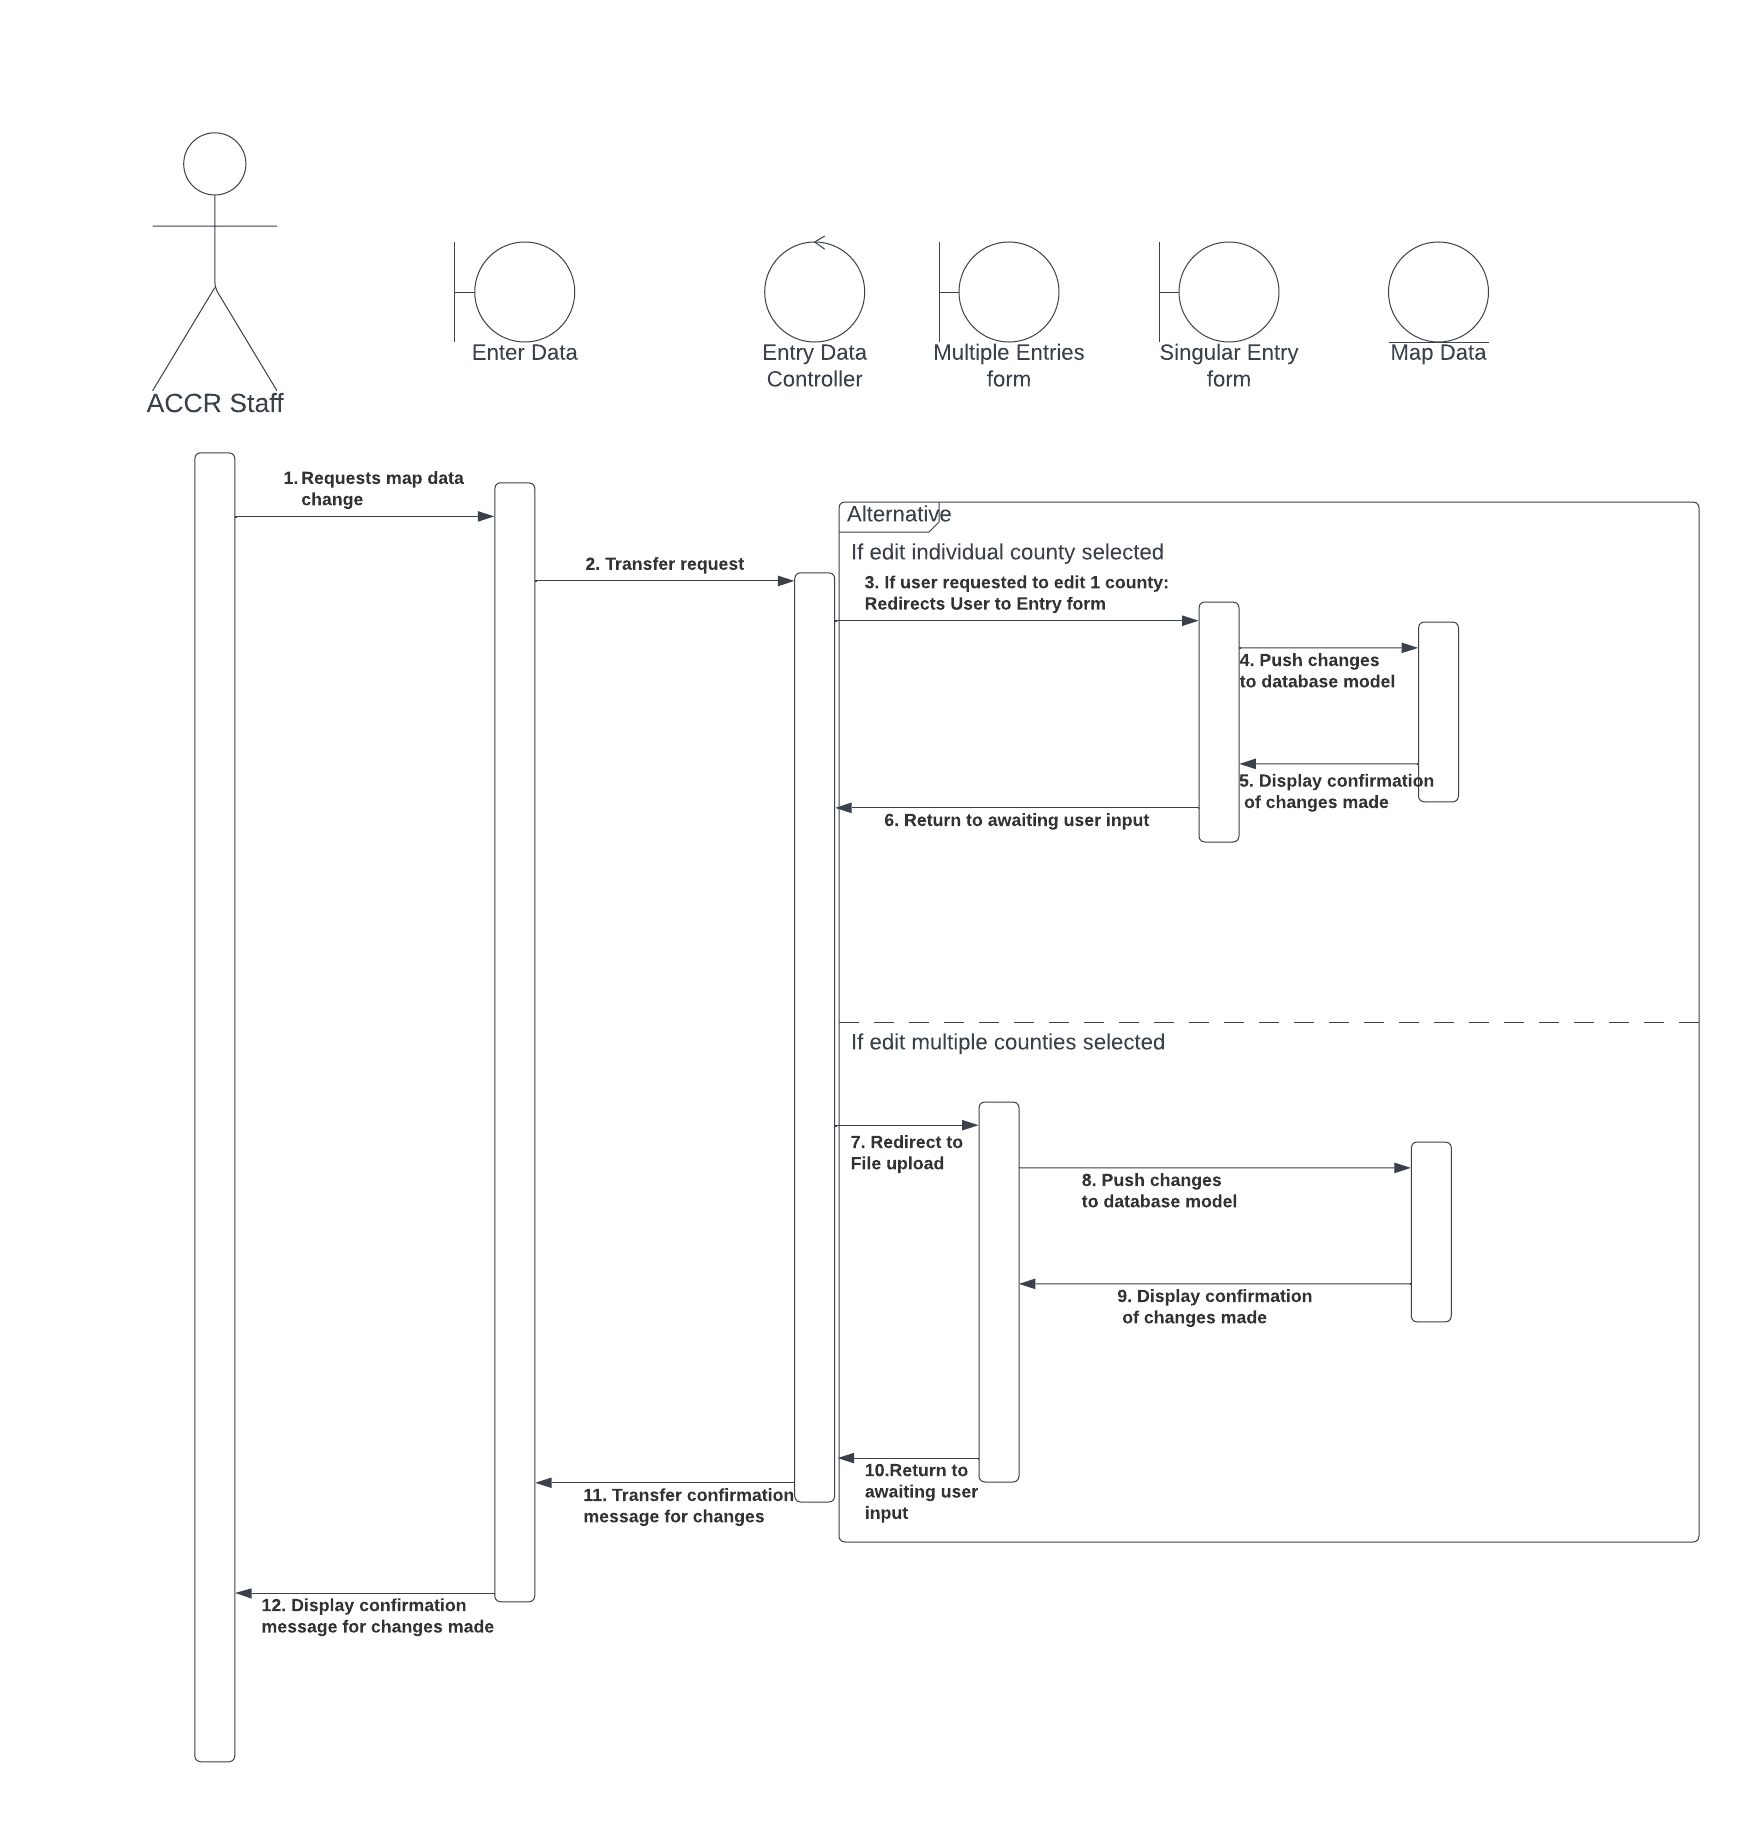 ACCR Staff
Enter Data
Entry Data
Controller
Multiple Entries
form
Singular Entry
form
Map Data
1. Requests map data
change
2. Transfer request
Alternative
If edit individual county selected
3. If user requested to edit 1 county:
Redirects User to Entry form
4. Push changes
to database model
5. Display confirmation
of changes made
6. Return to awaiting user input
If edit multiple counties selected
7. Redirect to
File upload
8. Push changes
to database model
9. Display confirmation
of changes made
10.Return to
awaiting user
input
11. Transfer confirmation
message for changes
12. Display confirmation
message for changes made